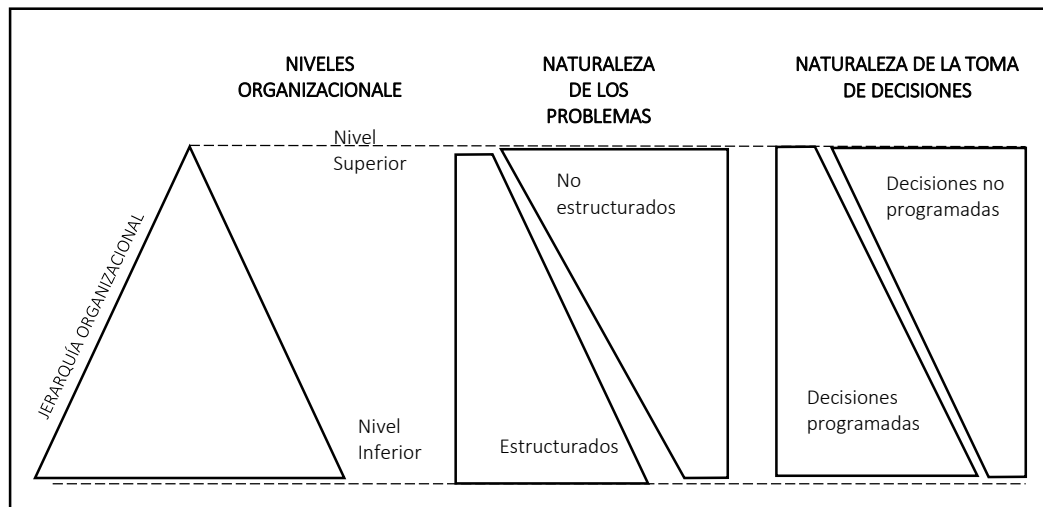 NIVELES
ORGANIZACIONALE
NATURALEZA
DE LOS
PROBLEMAS
NATURALEZA DE LA TOMA
DE DECISIONES
Nivel
Superior
No
estructurados
Decisiones no
programadas
JERARQUÍA ORGANIZACIONAL
Nivel
Inferior
Estructurados
Decisiones
programadas